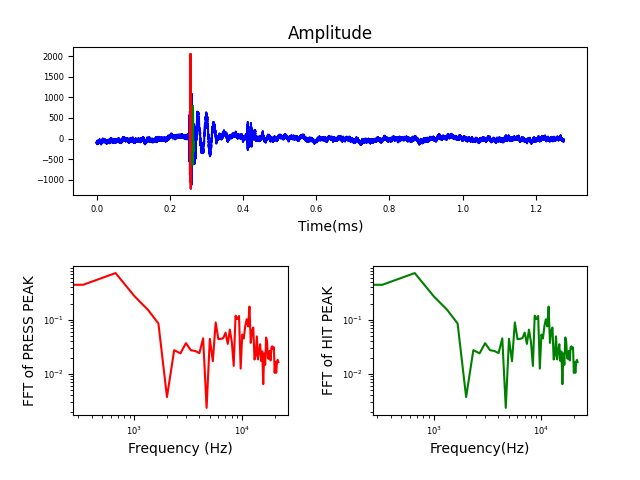 Amplitude
2000
1500
1000
500
0
−500
−1000
0.0 0.2 0.4 0.6 0.8 1.0 1.2
Time(ms)
FFT of PRESS PEAK
10⁻¹
10⁻²
10³ 10⁴
Frequency (Hz)
FFT of HIT PEAK
10⁻¹
10⁻²
10³ 10⁴
Frequency(Hz)